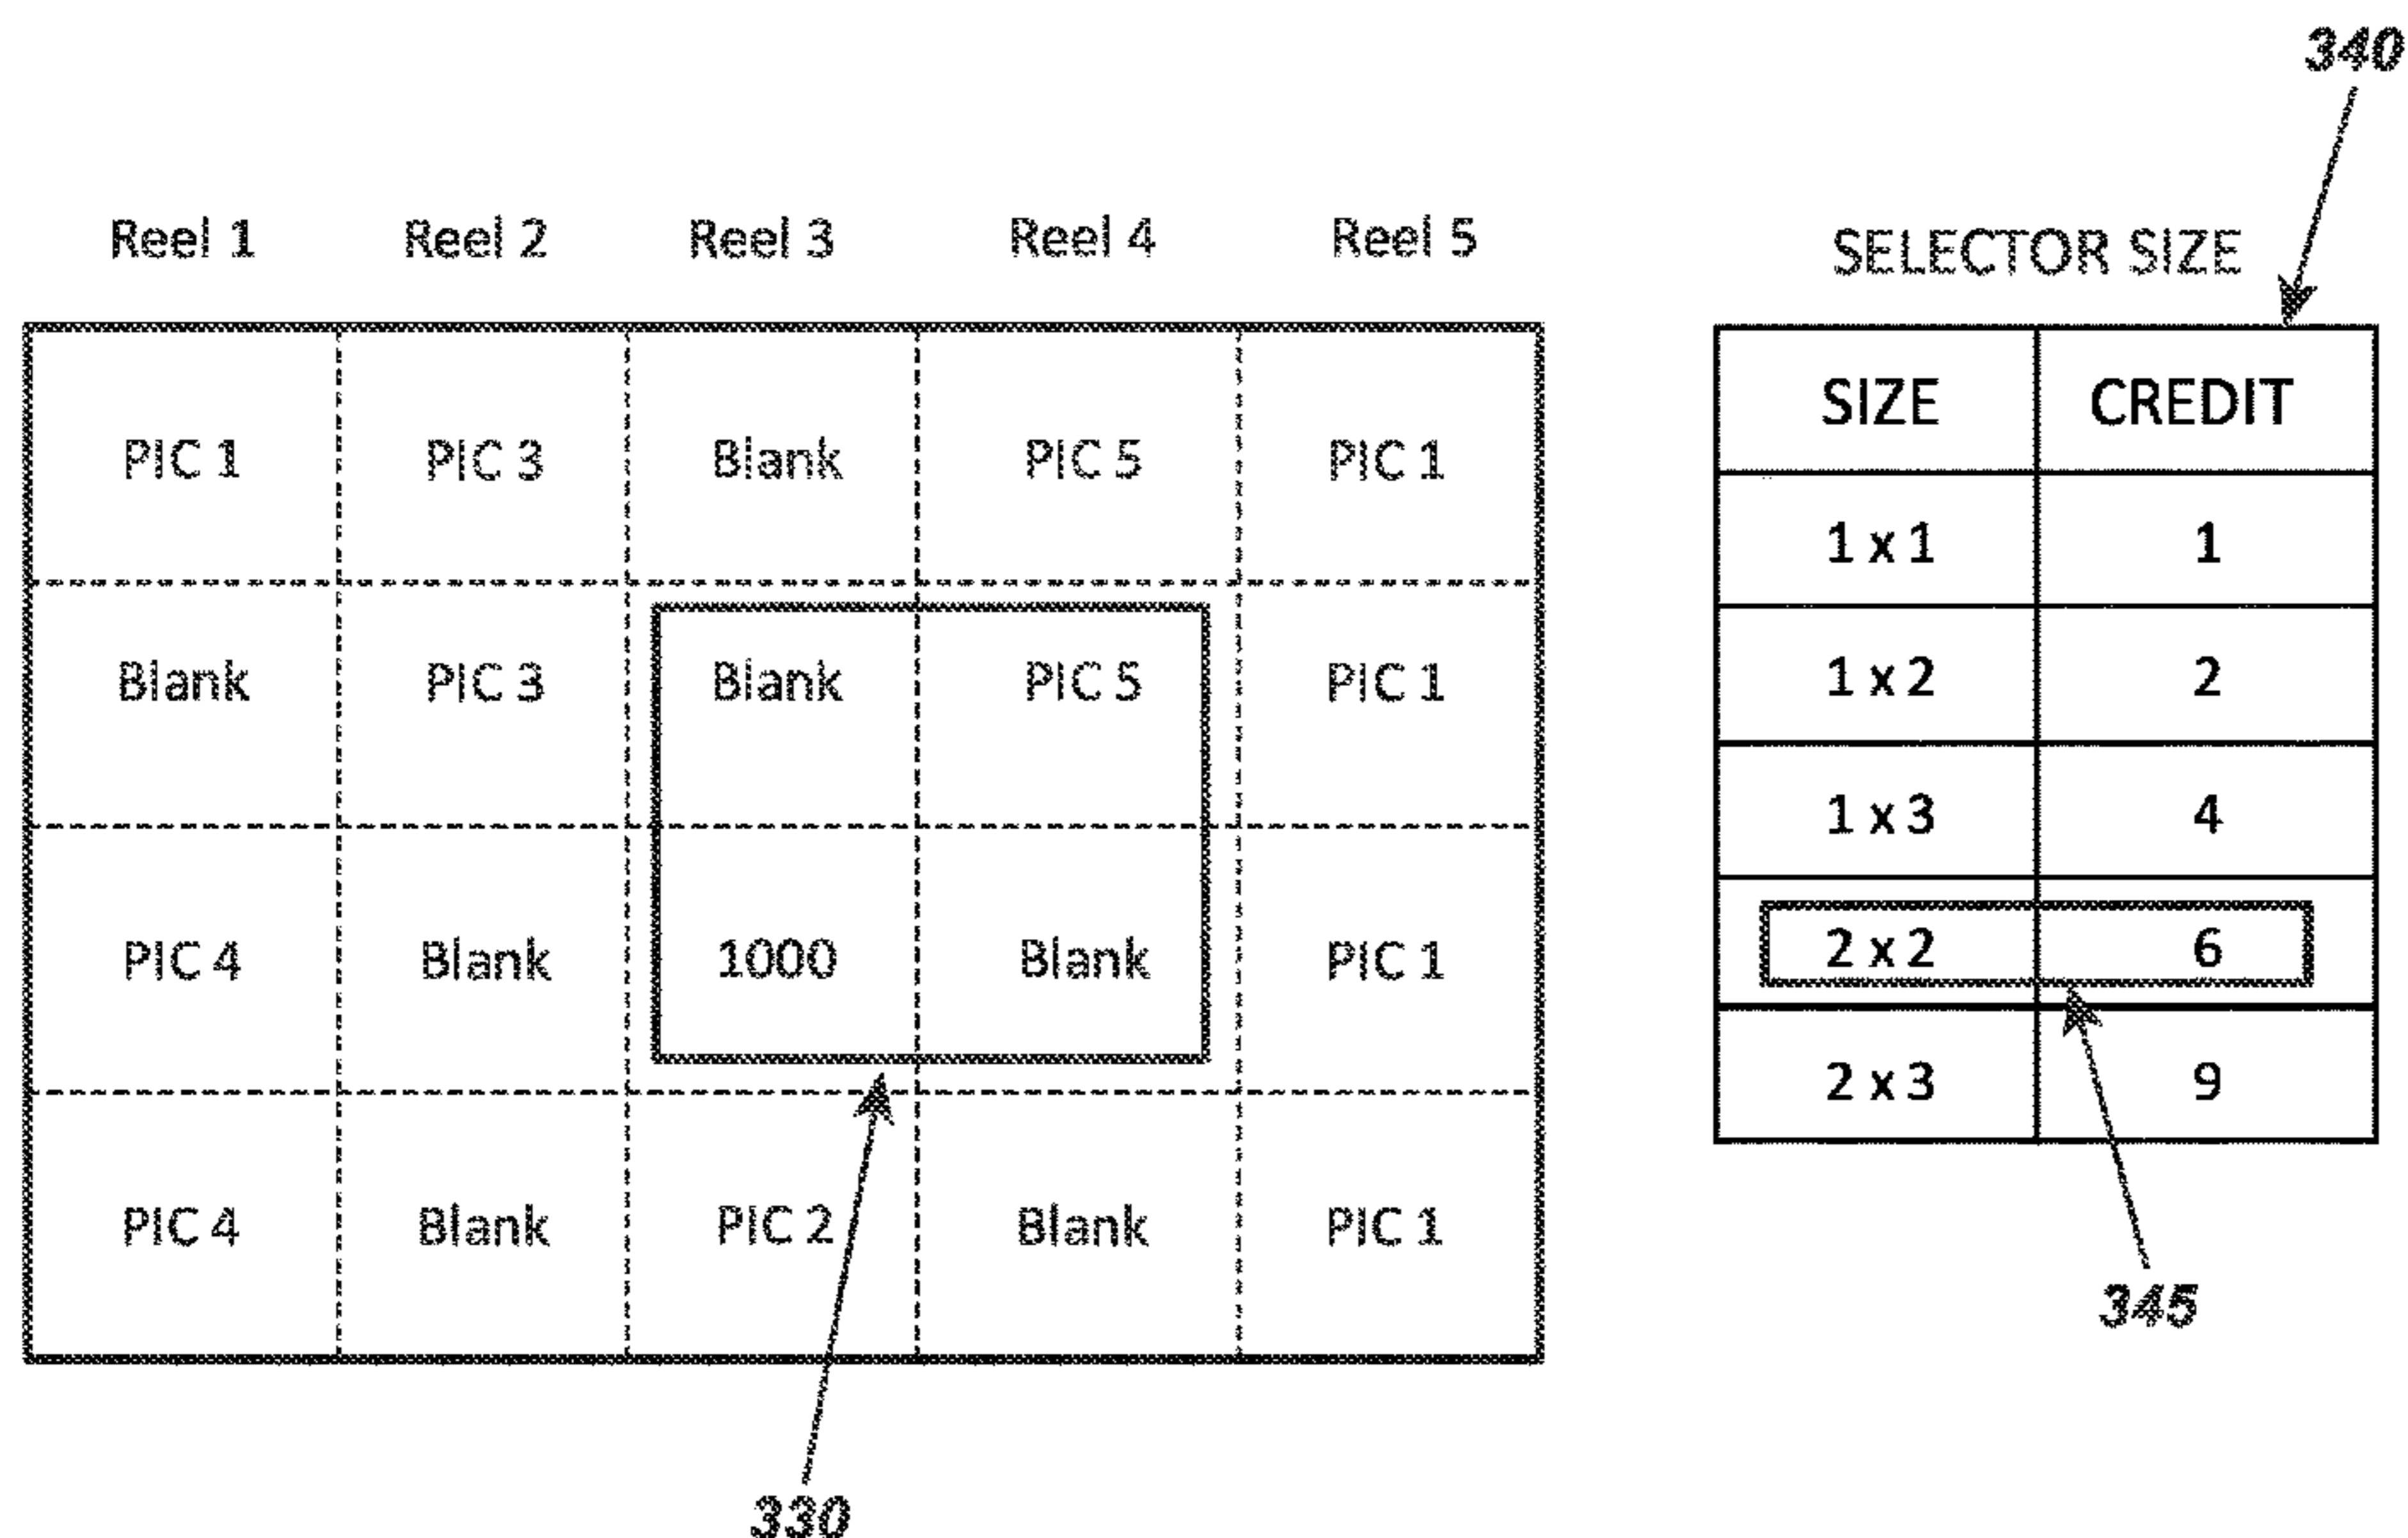 340
Reel 1 Reel 2 Reel 3 Reel 4 Reel 5
SELECTOR SIZE
PIC 1 PIC 3 Blank PIC 5 PIC 1
Blank PIC 3 Blank PIC 5 PIC 1
PIC 4 Blank 1000 Blank PIC 1
PIC 4 Blank PIC 2 Blank PIC 1
SIZE CREDIT
1 x 1 1
1 x 2 2
1 x 3 4
2 x 2 6
2 x 3 9
345
330